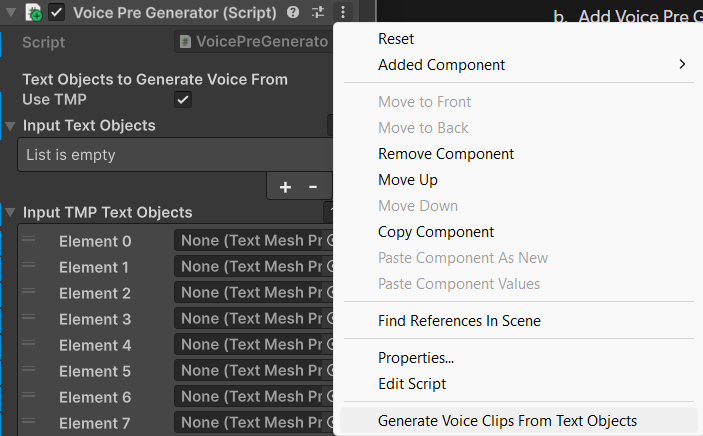 Voice Pre Generator (Script)
b. Add Voice Pre G
Script
VoicePreGenerato
Text Objects to Generate Voice From
Use TMP
Input Text Objects
List is empty
+ -
Input TMP Text Objects
Element 0 None (Text Mesh Pr
Element 1 None (Text Mesh Pr
Element 2 None (Text Mesh Pr
Element 3 None (Text Mesh Pr
Element 4 None (Text Mesh Pr
Element 5 None (Text Mesh Pr
Element 6 None (Text Mesh Pr
Element 7 None (Text Mesh Pr
Reset
Added Component
Move to Front
Move to Back
Remove Component
Move Up
Move Down
Copy Component
Paste Component As New
Paste Component Values
Find References In Scene
Properties...
Edit Script
Generate Voice Clips From Text Objects